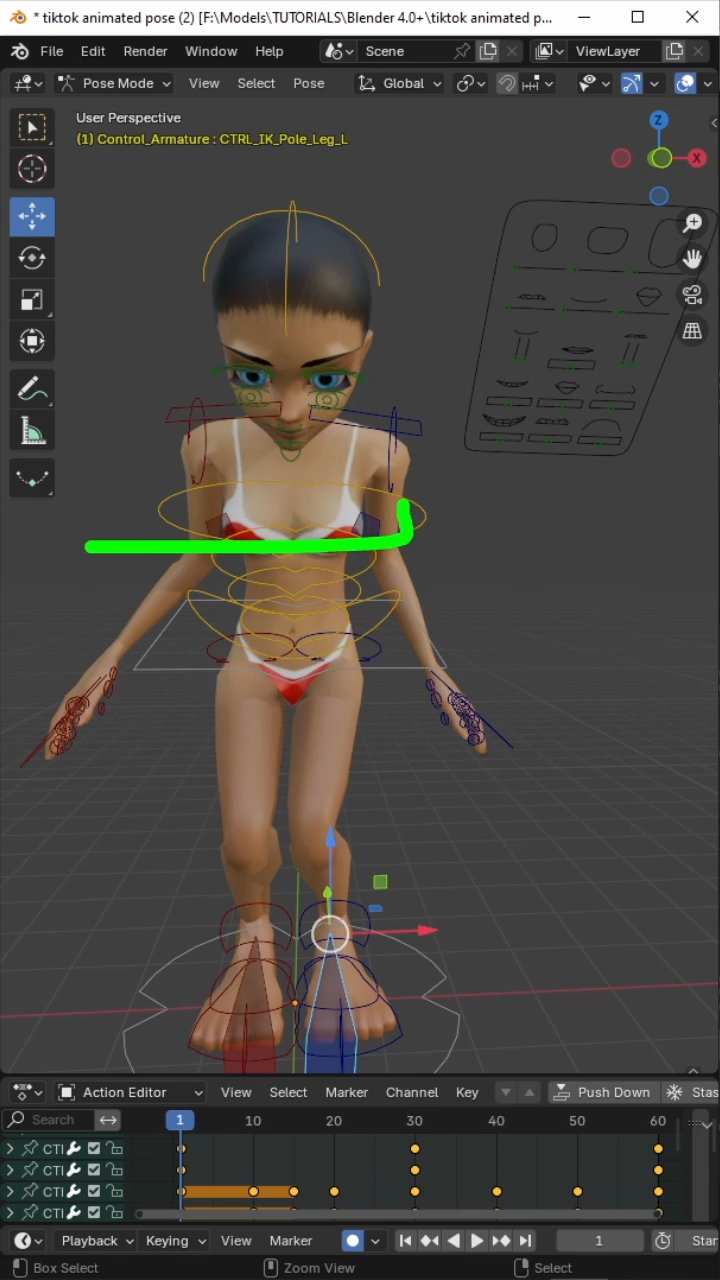 * tiktok animated pose (2) [F:\Models\TUTORIALS\Blender 4.0+\tiktok animated p...
File Edit Render Window Help Scene ViewLayer
Pose Mode View Select Pose Global
User Perspective
(1) Control_Armature : CTRL_IK_Pole_Leg_L
Z
X
Action Editor View Select Marker Channel Key Push Down Stas
Search 1 10 20 30 40 50 60
CTI
CTI
CTI
CTI
Playback Keying View Marker 1 Star
Box Select Zoom View Select